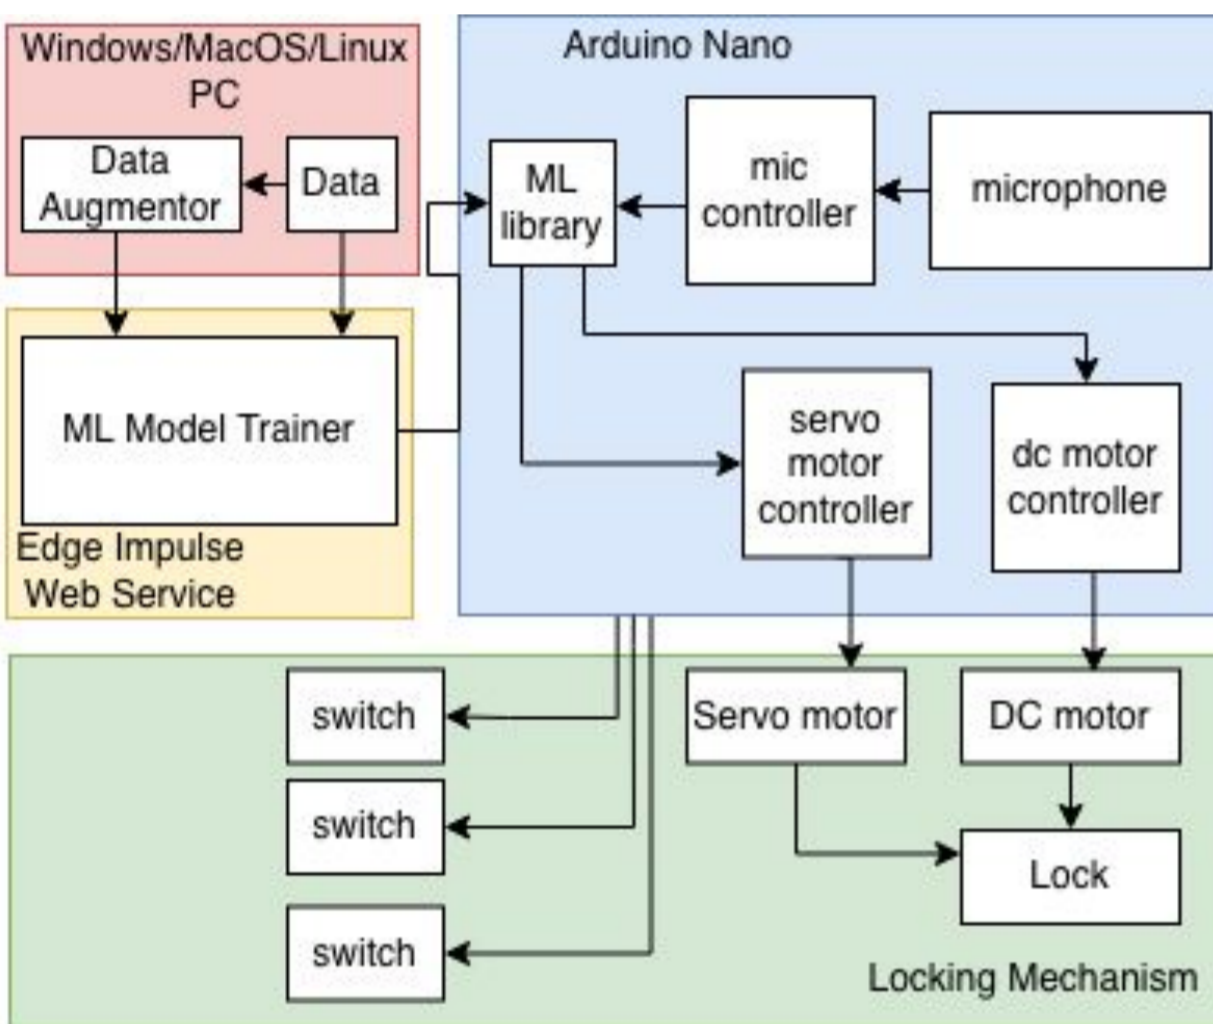 Windows/MacOS/Linux
PC
Data
Augmentor
Data
ML Model Trainer
Edge Impulse
Web Service
Arduino Nano
ML
library
mic
controller
microphone
servo
motor
controller
dc motor
controller
switch
switch
switch
Servo motor
DC motor
Lock
Locking Mechanism